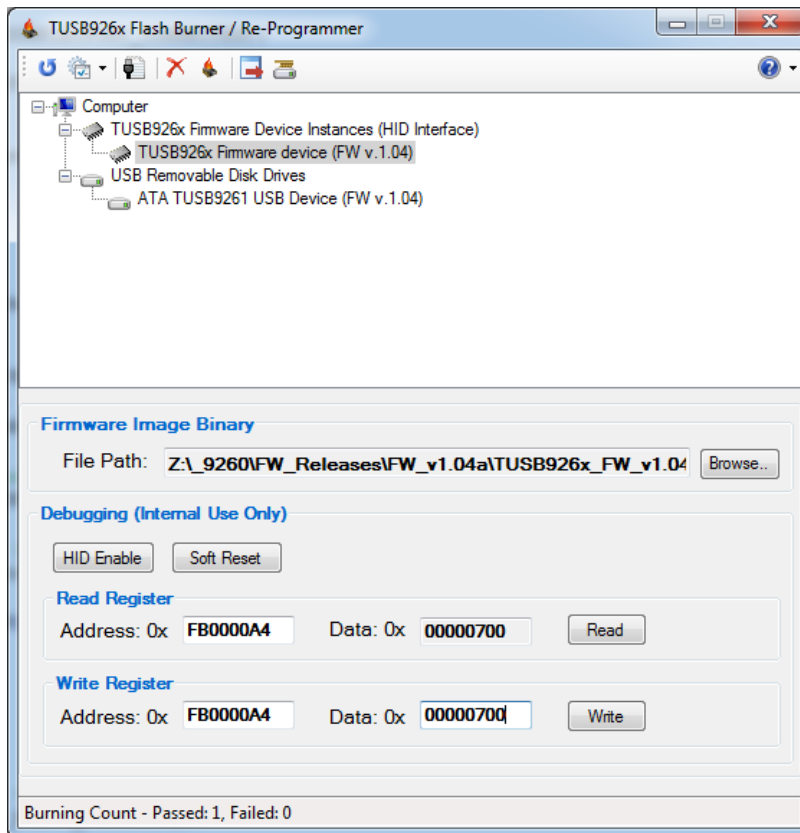 TUSB926x Flash Burner / Re-Programmer
Computer
TUSB926x Firmware Device Instances (HID Interface)
TUSB926x Firmware device (FW v.1.04)
USB Removable Disk Drives
ATA TUSB9261 USB Device (FW v.1.04)
Firmware Image Binary
File Path: Z:\_9260\FW_Releases\FW_v1.04a\TUSB926x_FW_v1.04 Browse..
Debugging (Internal Use Only)
HID Enable Soft Reset
Read Register
Address: 0x FB0000A4 Data: 0x 00000700 Read
Write Register
Address: 0x FB0000A4 Data: 0x 00000700 Write
Burning Count - Passed: 1, Failed: 0